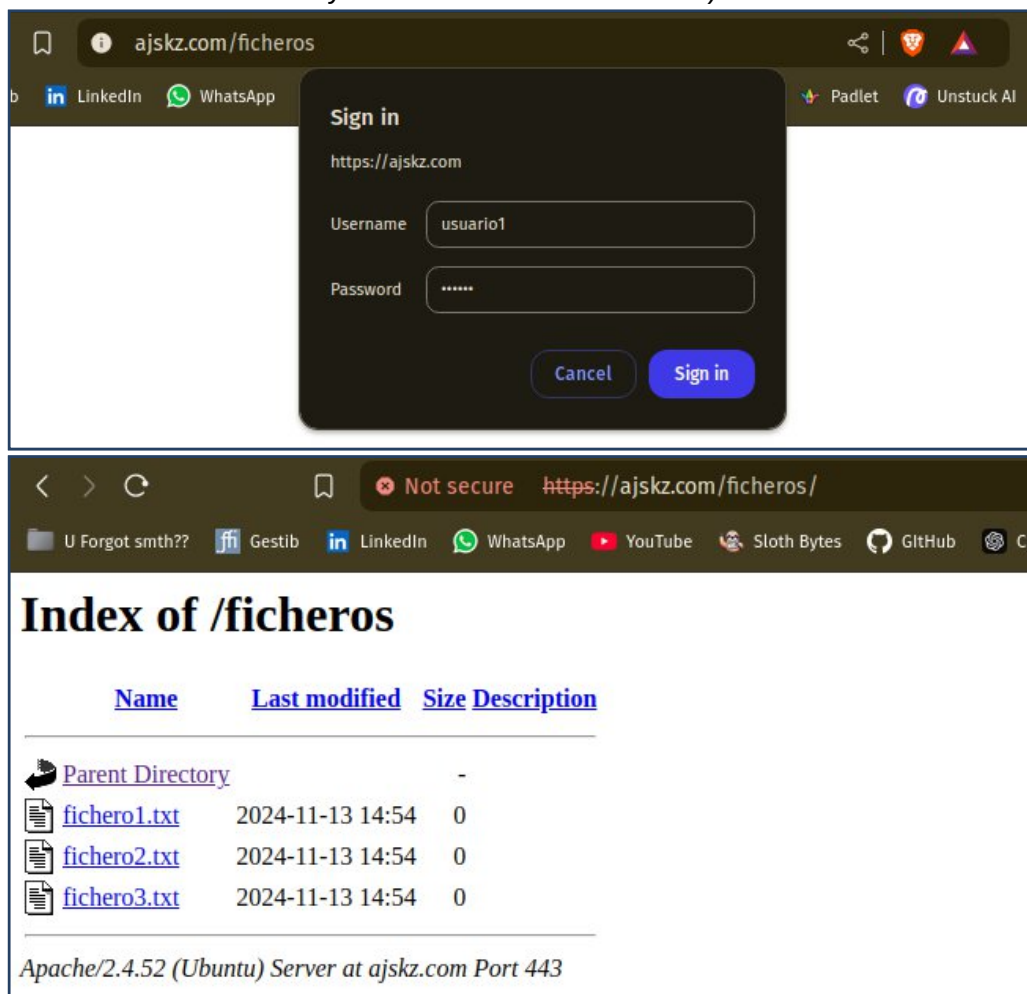 ajskz.com/ficheros
b LinkedIn WhatsApp Padlet Unstuck AI
Sign in
https://ajskz.com
Username usuario1
Password ······
Cancel Sign in
Not secure https://ajskz.com/ficheros/
U Forgot smth?? Gestib LinkedIn WhatsApp YouTube Sloth Bytes GItHub C
Index of /ficheros
Name Last modified Size Description
Parent Directory -
fichero1.txt 2024-11-13 14:54 0
fichero2.txt 2024-11-13 14:54 0
fichero3.txt 2024-11-13 14:54 0
Apache/2.4.52 (Ubuntu) Server at ajskz.com Port 443